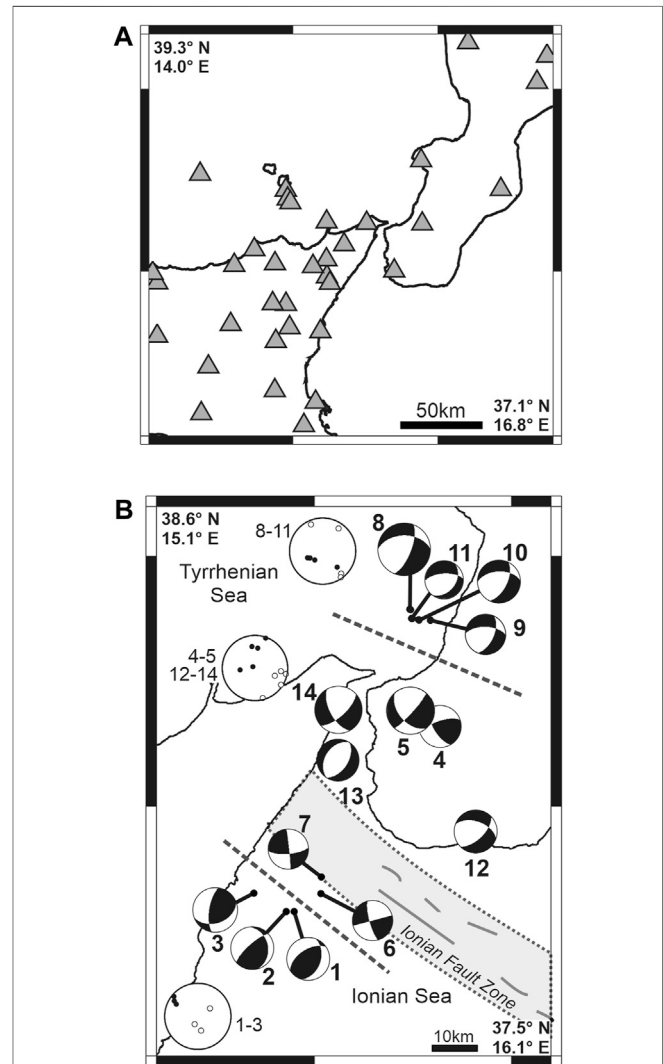 A
39.3° N
14.0° E
50km
37.1° N
16.8° E
B
38.6° N
15.1° E
8-11
8
11
10
Tyrrhenian
Sea
9
4-5
12-14
14
5
4
13
7
12
3
2
1
6
Ionian Fault Zone
Ionian Sea
1-3
10km
37.5° N
16.1° E